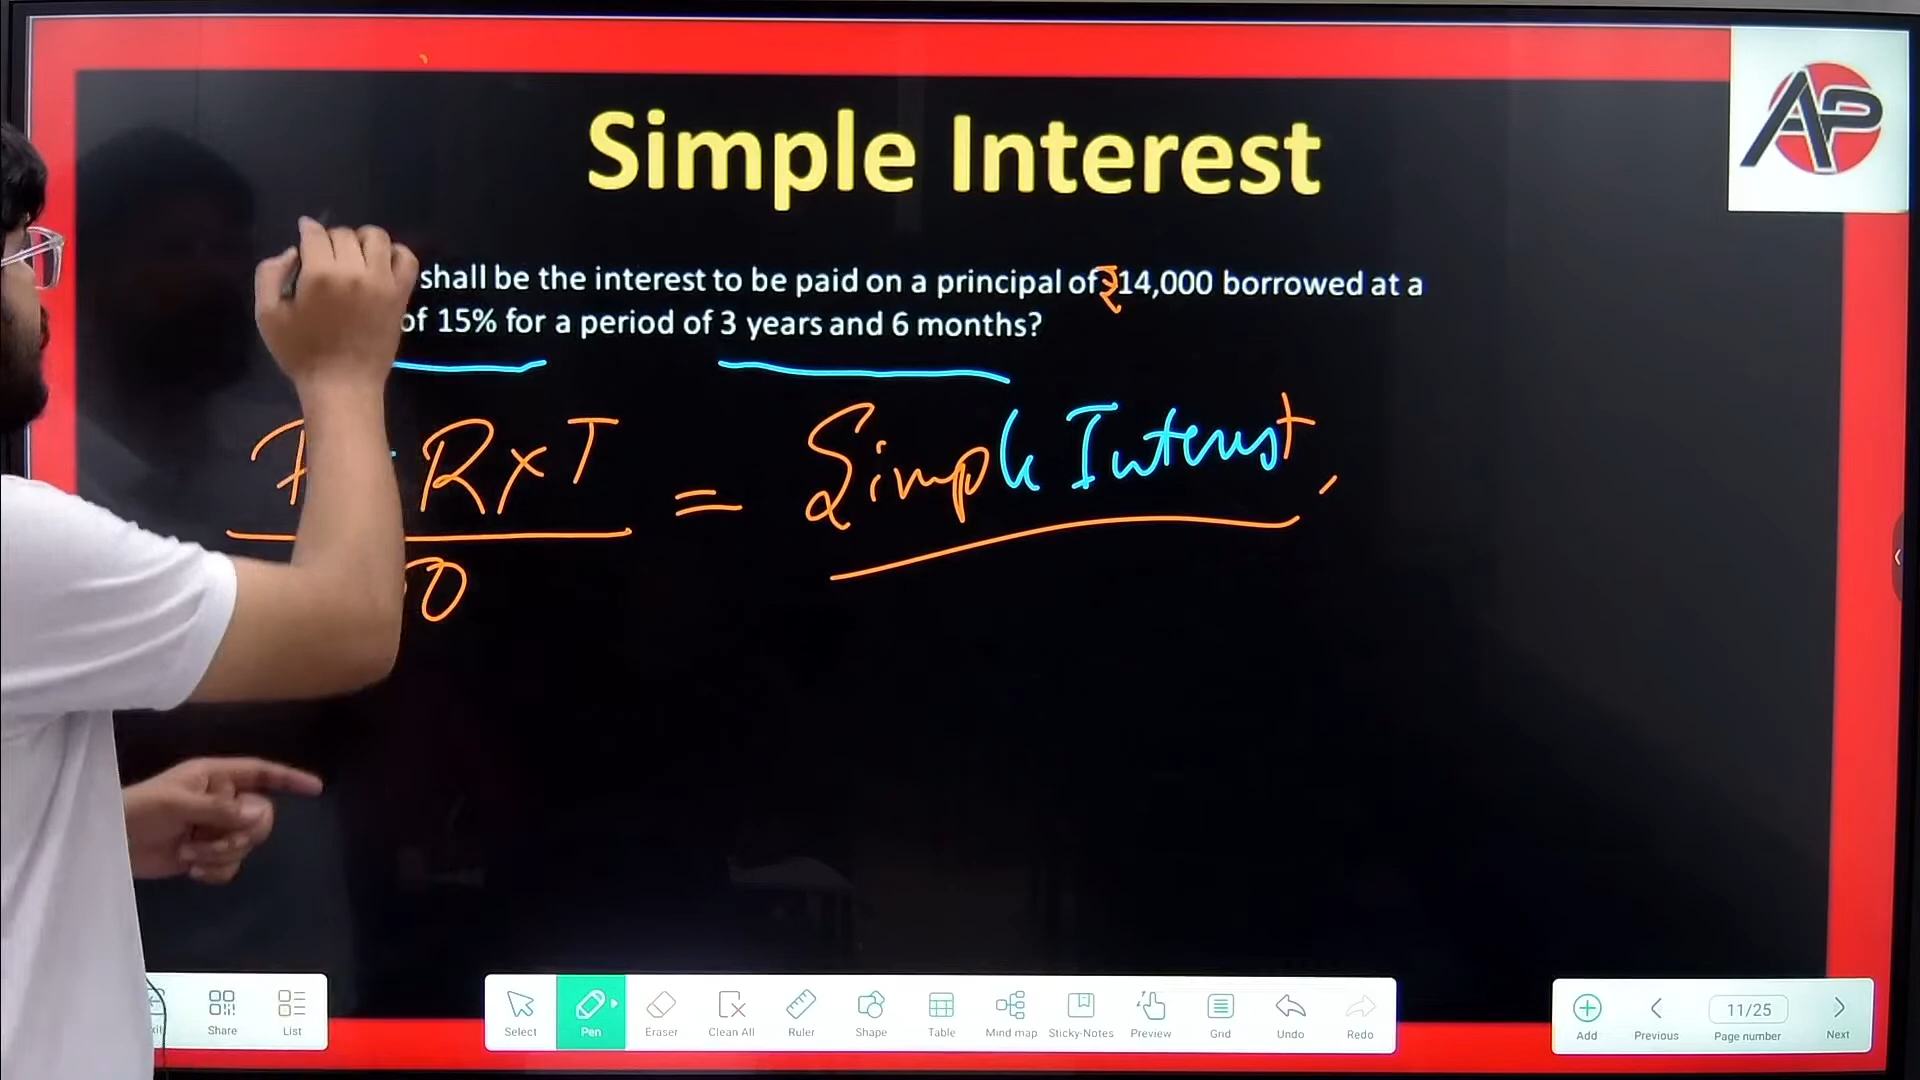 AP
Simple Interest
shall be the interest to be paid on a principal of ₹14,000 borrowed at a
of 15% for a period of 3 years and 6 months?
R x T = Simple Interest
0
Share
List
Select
Pen
Eraser
Clean All
Ruler
Shape
Table
Mind map
Sticky-Notes
Preview
Grid
Undo
Redo
Add
Previous
11/25
Page number
Next